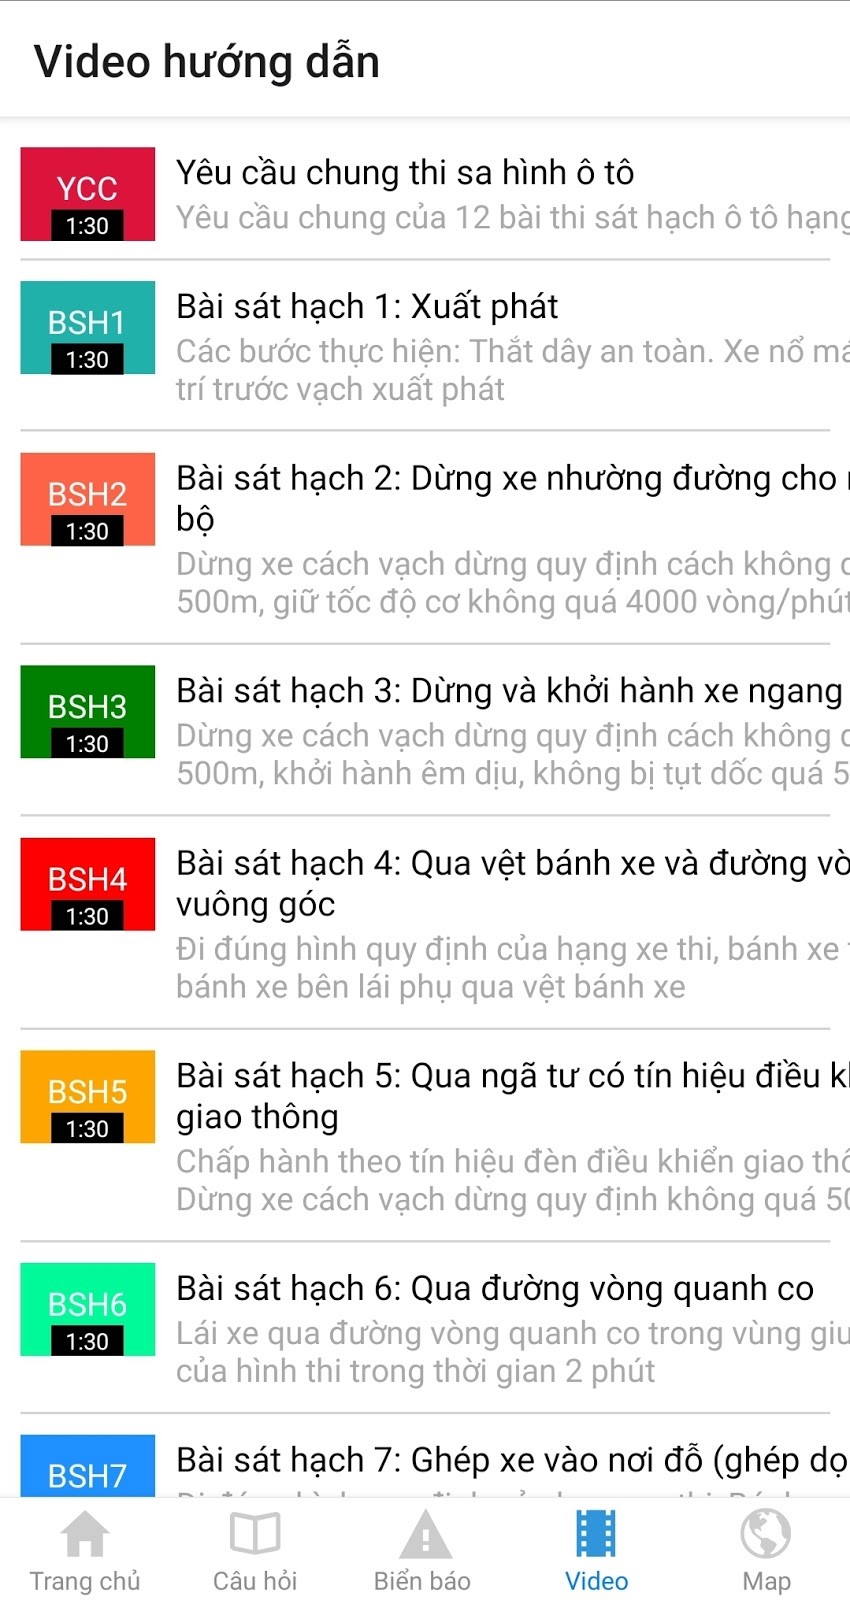 Video hướng dẫn
YCC
1:30
Yêu cầu chung thi sa hình ô tô
Yêu cầu chung của 12 bài thi sát hạch ô tô hạng
BSH1
1:30
Bài sát hạch 1: Xuất phát
Các bước thực hiện: Thắt dây an toàn. Xe nổ
trí trước vạch xuất phát
BSH2
1:30
Bài sát hạch 2: Dừng xe nhường đường cho
bộ
Dừng xe cách vạch dừng quy định cách không
500m, giữ tốc độ cơ không quá 4000 vòng/phút
BSH3
1:30
Bài sát hạch 3: Dừng và khởi hành xe ngang
Dừng xe cách vạch dừng quy định cách không
500m, khởi hành êm dịu, không bị tụt dốc quá
BSH4
1:30
Bài sát hạch 4: Qua vệt bánh xe và đường
vuông góc
Đi đúng hình quy định của hạng xe thi, bánh xe
bánh xe bên lái phụ qua vệt bánh xe
BSH5
1:30
Bài sát hạch 5: Qua ngã tư có tín hiệu điều
giao thông
Chấp hành theo tín hiệu đèn điều khiển giao
Dừng xe cách vạch dừng quy định không quá
BSH6
1:30
Bài sát hạch 6: Qua đường vòng quanh co
Lái xe qua đường vòng quanh co trong vùng
của hình thi trong thời gian 2 phút
BSH7
Bài sát hạch 7: Ghép xe vào nơi đỗ (ghép
Trang chủ
Câu hỏi
Biển báo
Video
Map